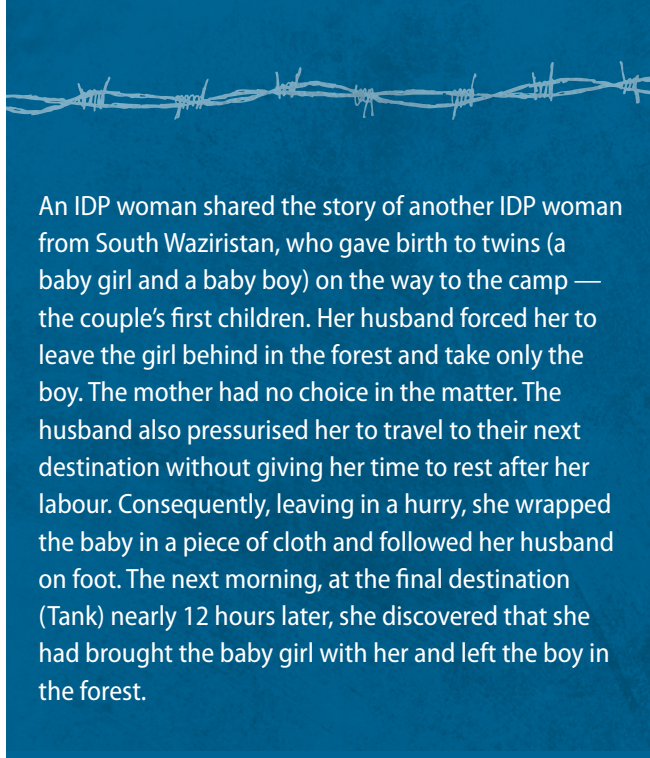 An IDP woman shared the story of another IDP woman
from South Waziristan, who gave birth to twins (a
baby girl and a baby boy) on the way to the camp —
the couple’s first children. Her husband forced her to
leave the girl behind in the forest and take only the
boy. The mother had no choice in the matter. The
husband also pressurised her to travel to their next
destination without giving her time to rest after her
labour. Consequently, leaving in a hurry, she wrapped
the baby in a piece of cloth and followed her husband
on foot. The next morning, at the final destination
(Tank) nearly 12 hours later, she discovered that she
had brought the baby girl with her and left the boy in
the forest.